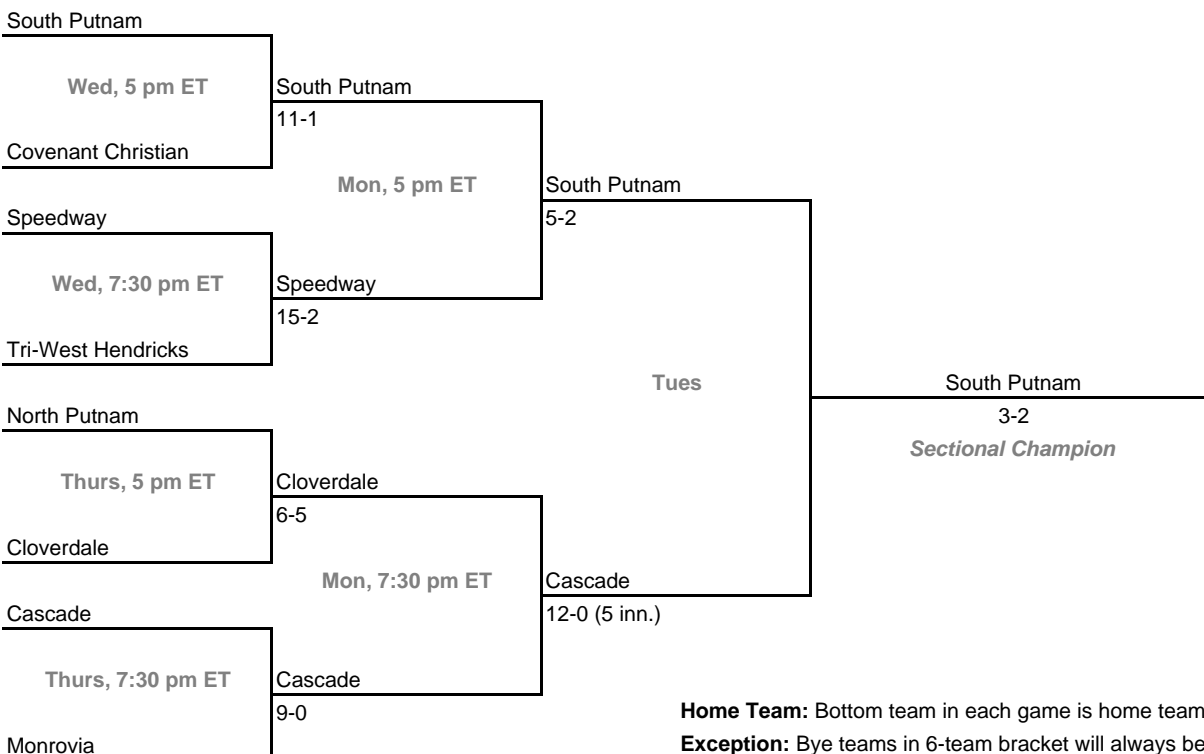 South Putnam
Wed, 5 pm ET
South Putnam
11-1
Covenant Christian
Mon, 5 pm ET
South Putnam
Speedway
5-2
Wed, 7:30 pm ET
Speedway
15-2
Tri-West Hendricks
Tues
South Putnam
North Putnam
3-2
Sectional Champion
Thurs, 5 pm ET
Cloverdale
6-5
Cloverdale
Mon, 7:30 pm ET
Cascade
Cascade
12-0 (5 inn.)
Thurs, 7:30 pm ET
Cascade
9-0
Home Team: Bottom team in each game is home team
Monrovia
Exception: Bye teams in 6-team bracket will always be